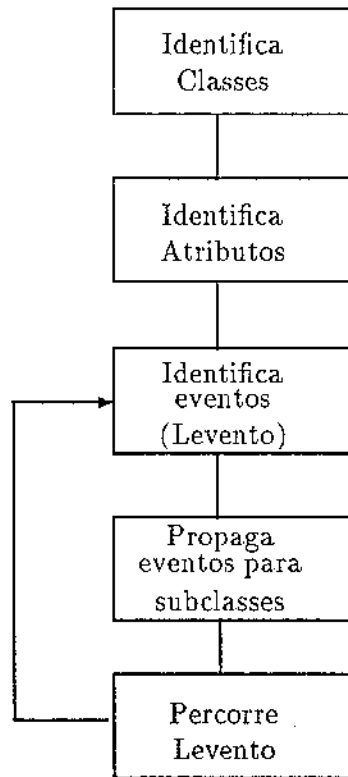 Identifica
Classes
Identifica
Atributos
Identifica
eventos
(Levento)
Propaga
eventos para
subclasses
Percorre
Levento